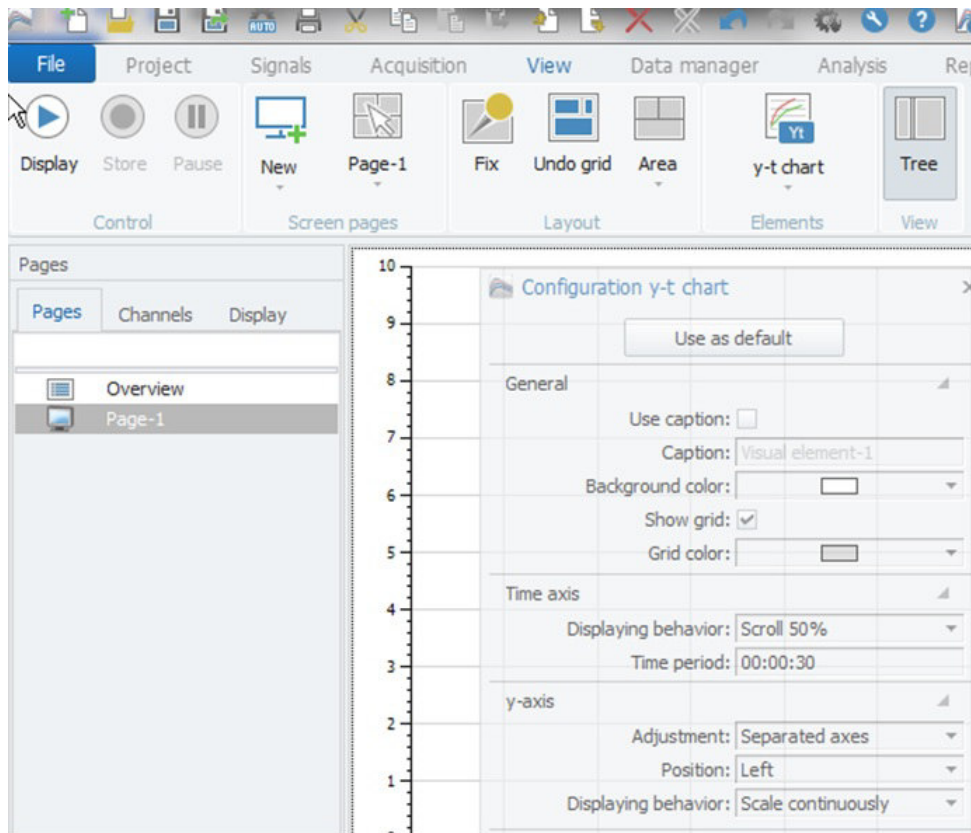 AUTO
?
File Project Signals Acquisition View Data manager Analysis Rep
Display Store Pause New Page-1 Fix Undo grid Area Yt y-t chart Tree
Control Screen pages Layout Elements View
Pages
Pages Channels Display
Overview
Page-1
10
9
8
7
6
5
4
3
2
1
Configuration y-t chart
Use as default
General
Use caption:
Caption: Visual element-1
Background color:
Show grid:
Grid color:
Time axis
Displaying behavior: Scroll 50%
Time period: 00:00:30
y-axis
Adjustment: Separated axes
Position: Left
Displaying behavior: Scale continuously